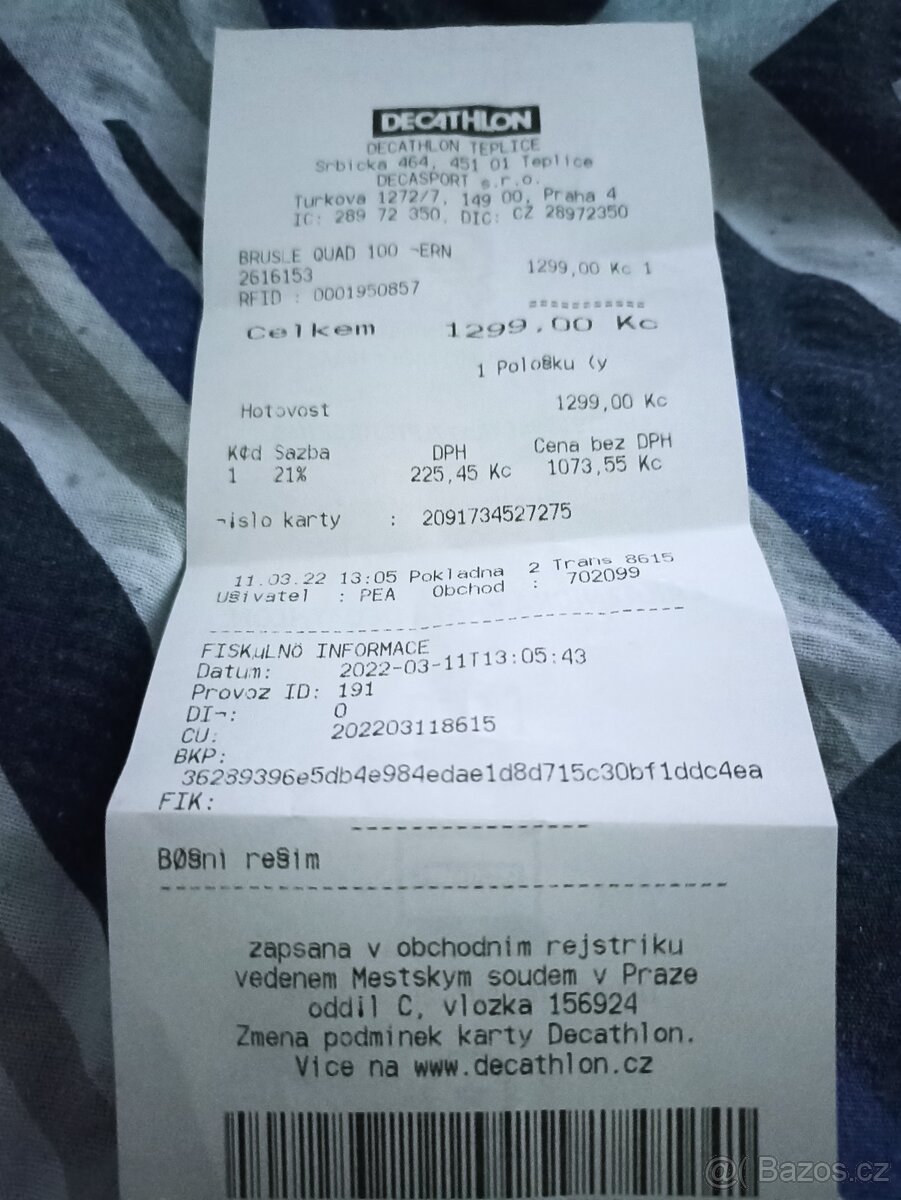 DECATHLON
DECATHLON TEPLICE
Srbicka 464, 451 01 Teplice
DECASPORT s.r.o.
Turkova 1272/7, 149 00, Praha 4
IC: 289 72 350, DIC: CZ 28972350
BRUSLE QUAD 100 ¬ERN
2616153 1299,00 Kc 1
RFID : 0001950857
===========
Celkem 1299,00 Kc
1 Polo§ku (y
Hotovost 1299,00 Kc
K¢d Sazba DPH Cena bez DPH
1 21% 225,45 Kc 1073,55 Kc
¬islo karty : 2091734527275
11.03.22 13:05 Pokladna 2 Trans 8615
U§ivatel : PEA Obchod : 702099
FISKµLNÖ INFORMACE
Datum: 2022-03-11T13:05:43
Provoz ID: 191
DI¬: 0
CU: 202203118615
BKP:
36289396e5db4e984edae1d8d715c30bf1ddc4ea
FIK:
BØ§ni re§im
zapsana v obchodnim rejstriku
vedenem Mestskym soudem v Praze
oddil C, vlozka 156924
Zmena podminek karty Decathlon.
Vice na www.decathlon.cz
@( Bazos.cz